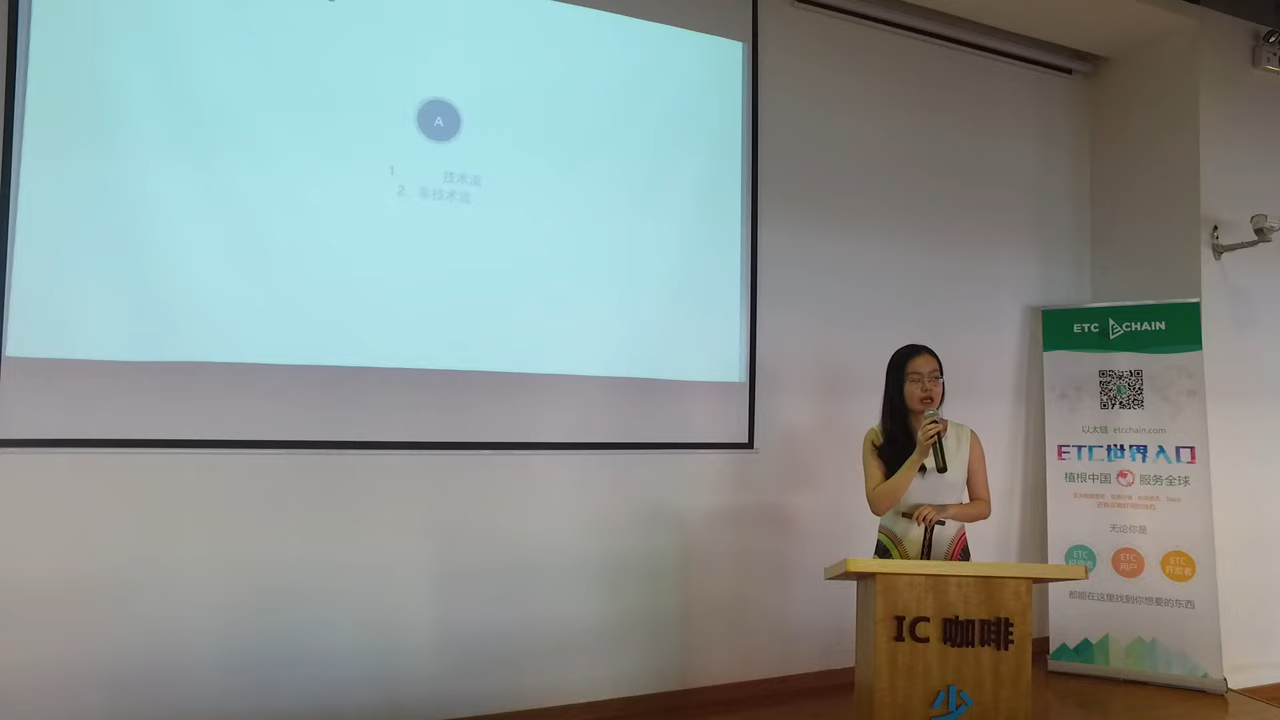 A
1. 技术流
2. 非技术流
ETC ECHAIN
以太链 etcchain.com
ETC世界入口
植根中国 服务全球
无论你是
ETC
ETC 用户
ETC 开发者
都能在这里找到你想要的东西
IC 咖啡
少